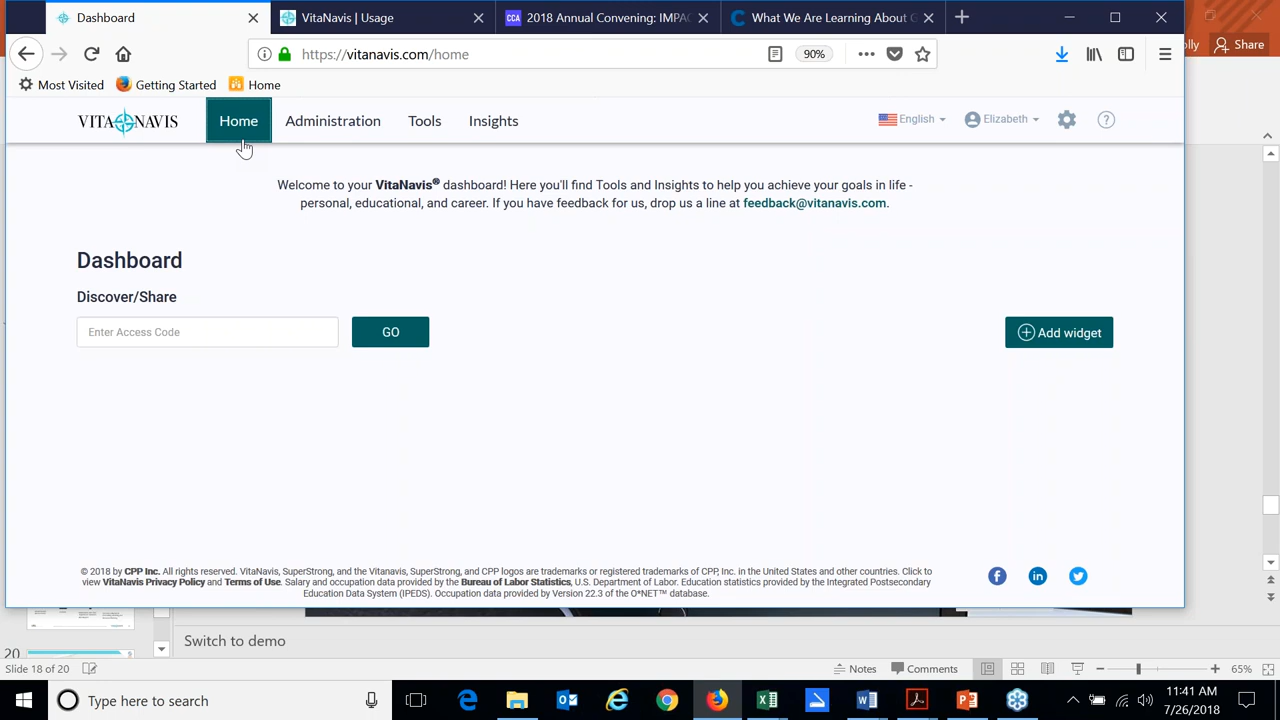 Dashboard
VitaNavis | Usage
CCA 2018 Annual Convening: IMPAC
What We Are Learning About G
olly
Share
https://vitanavis.com/home
90%
Most Visited
Getting Started
Home
VITA NAVIS
Home
Administration
Tools
Insights
English
Elizabeth
Welcome to your VitaNavis® dashboard! Here you'll find Tools and Insights to help you achieve your goals in life -
personal, educational, and career. If you have feedback for us, drop us a line at feedback@vitanavis.com.
Dashboard
Discover/Share
Enter Access Code
GO
Add widget
© 2018 by CPP Inc. All rights reserved. VitaNavis, SuperStrong, and the Vitanavis, SuperStrong, and CPP logos are trademarks or registered trademarks of CPP, Inc. in the United States and other countries. Click to
view VitaNavis Privacy Policy and Terms of Use. Salary and occupation data provided by the Bureau of Labor Statistics, U.S. Department of Labor. Education statistics provided by the Integrated Postsecondary
Education Data System (IPEDS). Occupation data provided by Version 22.3 of the O*NET™ database.
Switch to demo
20
Slide 18 of 20
Notes
Comments
65%
Type here to search
11:41 AM
7/26/2018